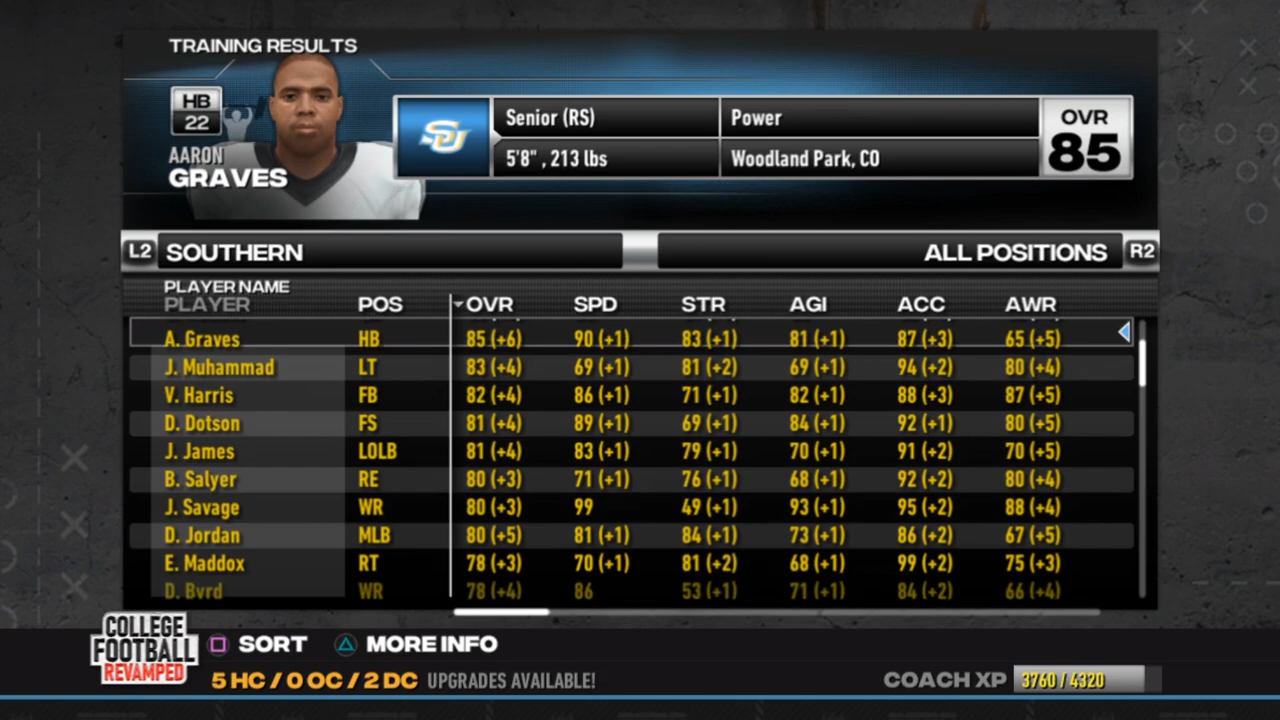 TRAINING RESULTS
HB
22
AARON
GRAVES
SU
Senior (RS)
Power
5'8" , 213 lbs
Woodland Park, CO
OVR
85
L2 SOUTHERN
ALL POSITIONS R2
PLAYER NAME
PLAYER POS OVR SPD STR AGI ACC AWR
A. Graves HB 85 (+6) 90 (+1) 83 (+1) 81 (+1) 87 (+3) 65 (+5)
J. Muhammad LT 83 (+4) 69 (+1) 81 (+2) 69 (+1) 94 (+2) 80 (+4)
V. Harris FB 82 (+4) 86 (+1) 71 (+1) 82 (+1) 88 (+3) 87 (+5)
D. Dotson FS 81 (+4) 89 (+1) 69 (+1) 84 (+1) 92 (+1) 80 (+5)
J. James LOLB 81 (+4) 83 (+1) 79 (+1) 70 (+1) 91 (+2) 70 (+5)
B. Salyer RE 80 (+3) 71 (+1) 76 (+1) 68 (+1) 92 (+2) 80 (+4)
J. Savage WR 80 (+3) 99 49 (+1) 93 (+1) 95 (+2) 88 (+4)
D. Jordan MLB 80 (+5) 81 (+1) 84 (+1) 73 (+1) 86 (+2) 67 (+5)
E. Maddox RT 78 (+3) 70 (+1) 81 (+2) 68 (+1) 99 (+2) 75 (+3)
D. Byrd WR 78 (+4) 86 53 (+1) 71 (+1) 84 (+2) 66 (+4)
COLLEGE
FOOTBALL
REVAMPED
SORT MORE INFO
5 HC / 0 OC / 2 DC UPGRADES AVAILABLE!
COACH XP 3760 / 4320